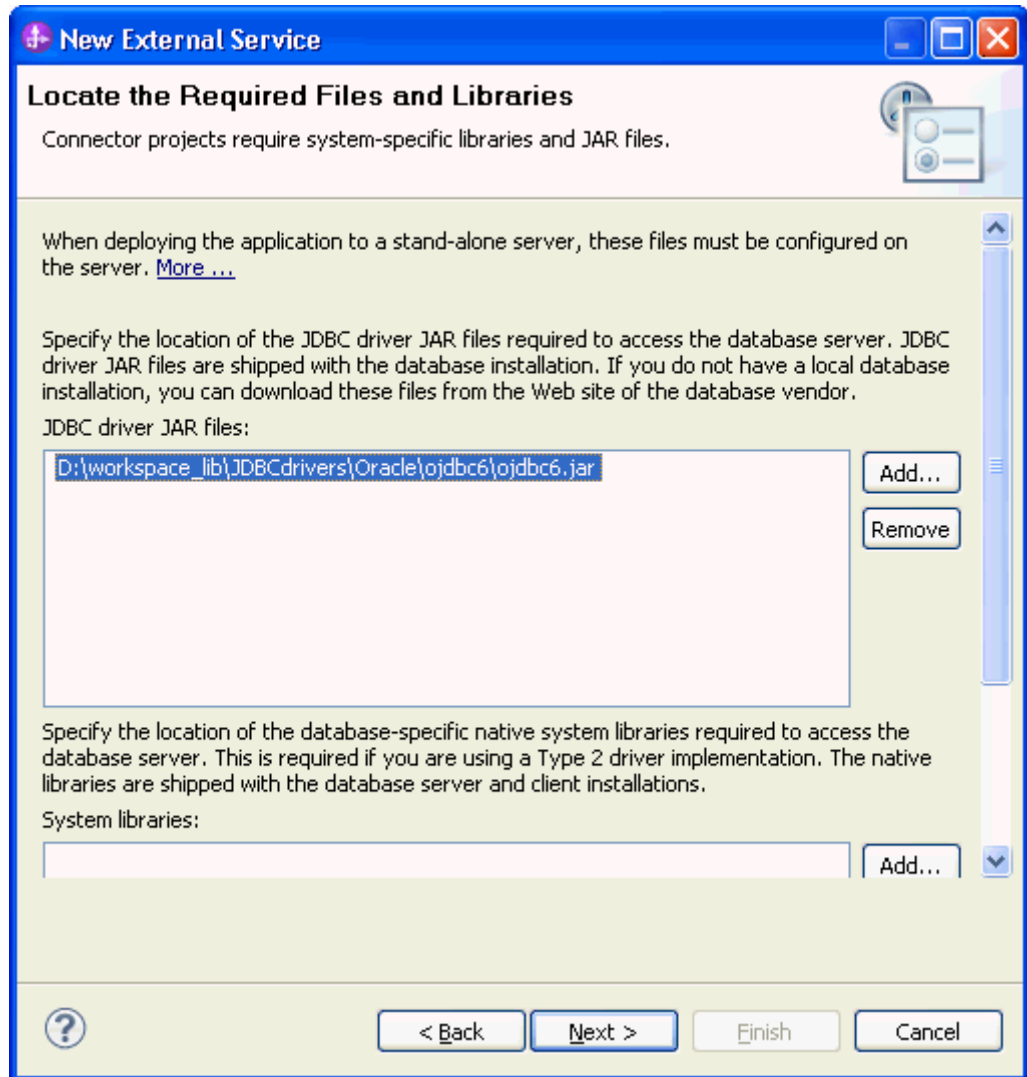 New External Service
Locate the Required Files and Libraries
Connector projects require system-specific libraries and JAR files.
When deploying the application to a stand-alone server, these files must be configured on
the server. More ...
Specify the location of the JDBC driver JAR files required to access the database server. JDBC
driver JAR files are shipped with the database installation. If you do not have a local database
installation, you can download these files from the Web site of the database vendor.
JDBC driver JAR files:
D:\workspace_lib\JDBCdrivers\Oracle\ojdbc6\ojdbc6.jar
Add...
Remove
Specify the location of the database-specific native system libraries required to access the
database server. This is required if you are using a Type 2 driver implementation. The native
libraries are shipped with the database server and client installations.
System libraries:
Add...
? < Back Next > Finish Cancel